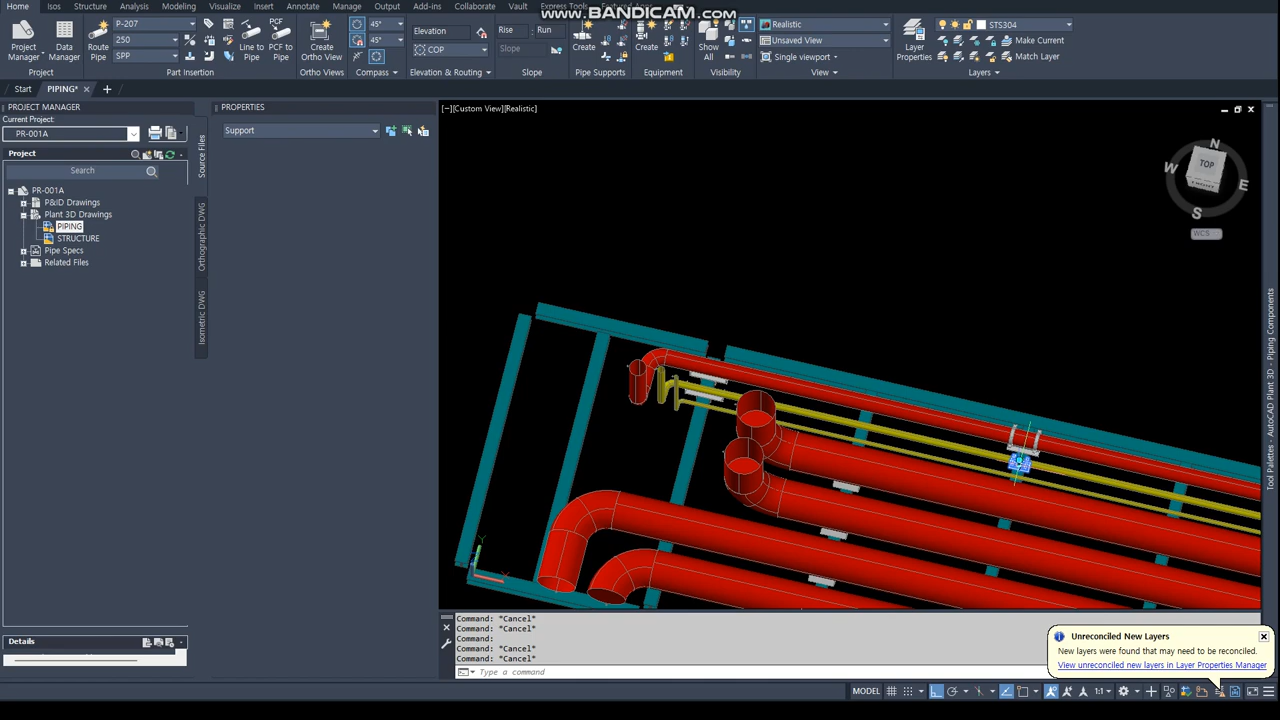 www.BANDICAM.com
Home Isos Structure Analysis Modeling Visualize Insert Annotate Manage Output Add-ins Collaborate Vault Express Tools
Project Manager
Data Manager
Project
Route Pipe
P-207
250
SPP
Line to Pipe
PCF to Pipe
Part Insertion
Create Ortho View
Ortho Views
45°
45°
Compass
Elevation
COP
Elevation & Routing
Rise
Run
Slope
Slope
Create
Pipe Supports
Create
Equipment
Show All
Visibility
Realistic
Unsaved View
Single viewport
View
Layer Properties
STS304
Make Current
Match Layer
Layers
Start
PIPING*
PROJECT MANAGER
Current Project:
PR-001A
Project
Search
PR-001A
P&ID Drawings
Plant 3D Drawings
PIPING
STRUCTURE
Pipe Specs
Related Files
Source Files
Orthographic DWG
Isometric DWG
Details
PROPERTIES
Support
[−][Custom View][Realistic]
N
W
TOP
E
FRONT
S
WCS
Tool Palettes - AutoCAD Plant 3D - Piping Components
Y
X
Command: *Cancel*
Command: *Cancel*
Command:
Command: *Cancel*
Command: *Cancel*
Type a command
Unreconciled New Layers
New layers were found that may need to be reconciled.
View unreconciled new layers in Layer Properties Manager
MODEL
1:1